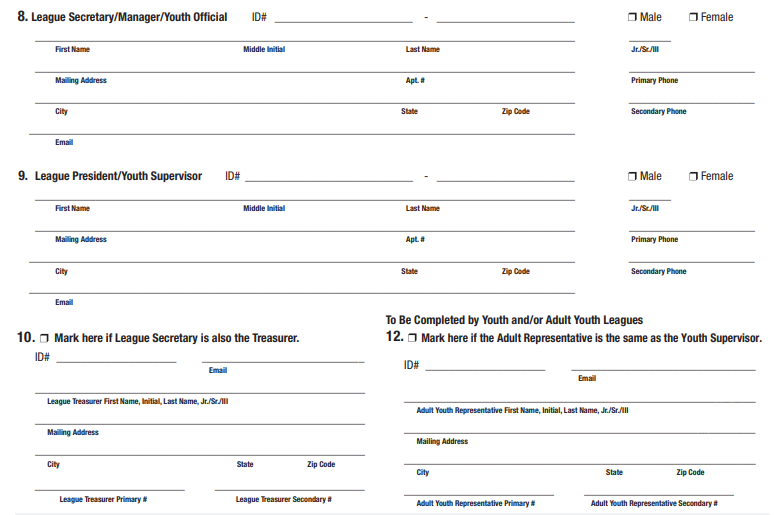 8. League Secretary/Manager/Youth Official ID# - ❒ Male ❒ Female
First Name Middle Initial Last Name Jr./Sr./III
Mailing Address Apt. # Primary Phone
City State Zip Code Secondary Phone
Email
9. League President/Youth Supervisor ID# - ❒ Male ❒ Female
First Name Middle Initial Last Name Jr./Sr./III
Mailing Address Apt. # Primary Phone
City State Zip Code Secondary Phone
Email
10. ❒ Mark here if League Secretary is also the Treasurer.
ID#
Email
League Treasurer First Name, Initial, Last Name, Jr./Sr./III
Mailing Address
City State Zip Code
League Treasurer Primary # League Treasurer Secondary #
To Be Completed by Youth and/or Adult Youth Leagues
12. ❒ Mark here if the Adult Representative is the same as the Youth Supervisor.
ID#
Email
Adult Youth Representative First Name, Initial, Last Name, Jr./Sr./III
Mailing Address
City State Zip Code
Adult Youth Representative Primary # Adult Youth Representative Secondary #